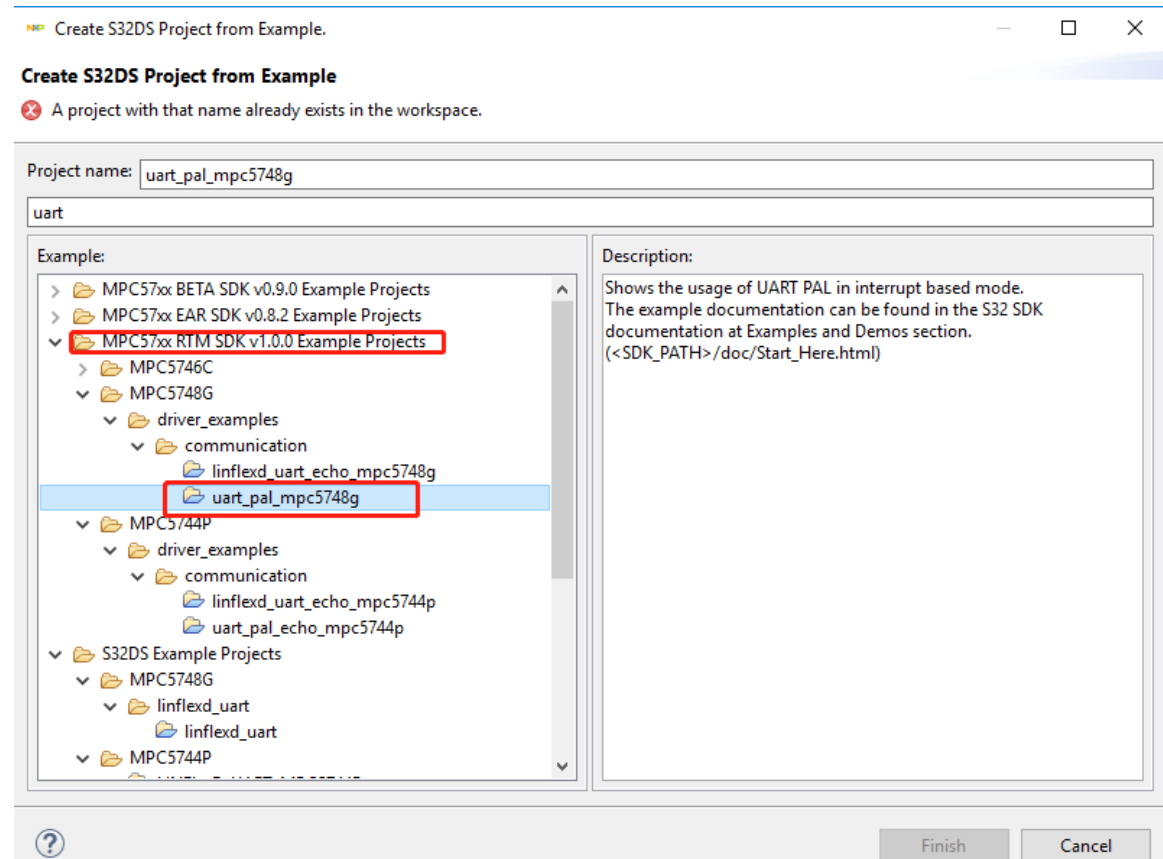 NXP Create S32DS Project from Example.
Create S32DS Project from Example
A project with that name already exists in the workspace.
Project name: uart_pal_mpc5748g
uart
Example:
MPC57xx BETA SDK v0.9.0 Example Projects
MPC57xx EAR SDK v0.8.2 Example Projects
MPC57xx RTM SDK v1.0.0 Example Projects
MPC5746C
MPC5748G
driver_examples
communication
linflexd_uart_echo_mpc5748g
uart_pal_mpc5748g
MPC5744P
driver_examples
communication
linflexd_uart_echo_mpc5744p
uart_pal_echo_mpc5744p
S32DS Example Projects
MPC5748G
linflexd_uart
linflexd_uart
MPC5744P
Description:
Shows the usage of UART PAL in interrupt based mode.
The example documentation can be found in the S32 SDK
documentation at Examples and Demos section.
(<SDK_PATH>/doc/Start_Here.html)
?
Finish
Cancel